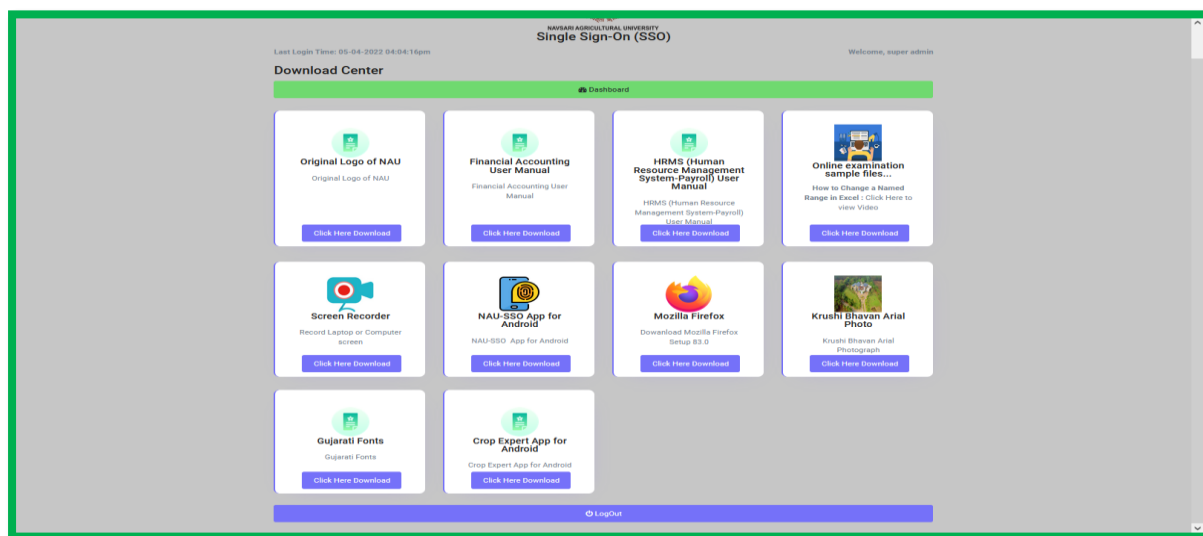 NAVSARI AGRICULTURAL UNIVERSITY
Single Sign-On (SSO)
Last Login Time: 05-04-2022 04:04:16pm
Welcome, super admin
Download Center
Dashboard
Original Logo of NAU
Original Logo of NAU
Click Here Download
Financial Accounting
User Manual
Financial Accounting User
Manual
Click Here Download
HRMS (Human
Resource Management
System-Payroll) User
Manual
HRMS (Human Resource
Management System-Payroll)
User Manual
Click Here Download
Online examination
sample files...
How to Change a Named
Range in Excel : Click Here to
view Video
Click Here Download
Screen Recorder
Record Laptop or Computer
screen
Click Here Download
NAU-SSO App for
Android
NAU-SSO App for Android
Click Here Download
Mozilla Firefox
Dowanload Mozilla Firefox
Setup 83.0
Click Here Download
Krushi Bhavan Arial
Photo
Krushi Bhavan Arial
Photograph
Click Here Download
Gujarati Fonts
Gujarati Fonts
Click Here Download
Crop Expert App for
Android
Crop Expert App for Android
Click Here Download
LogOut